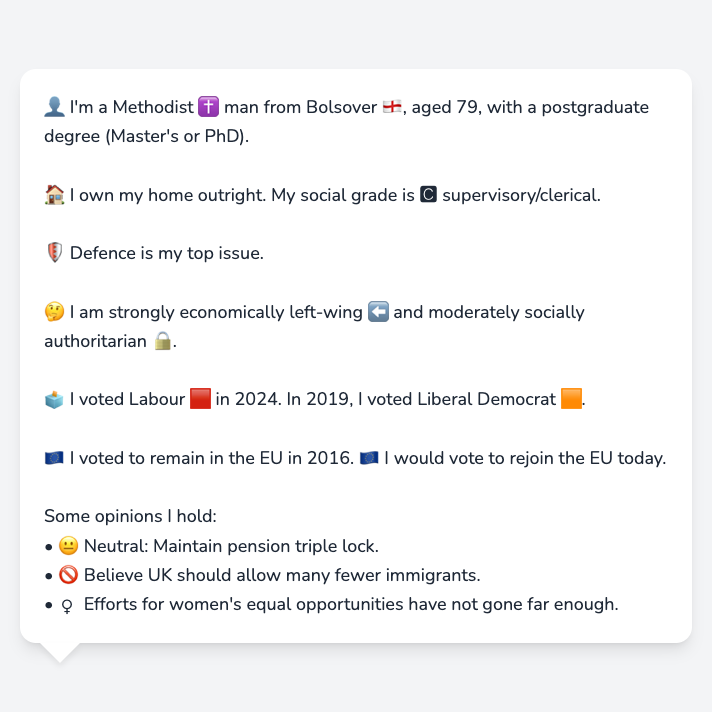 👤 I'm a Methodist ✝️ man from Bolsover 🏴󠁧󠁢󠁥󠁮󠁧󠁿, aged 79, with a postgraduate
degree (Master's or PhD).
🏠 I own my home outright. My social grade is 🅲 supervisory/clerical.
🛡️ Defence is my top issue.
🤔 I am strongly economically left-wing ⬅️ and moderately socially
authoritarian 🔒.
🗳️ I voted Labour 🟥 in 2024. In 2019, I voted Liberal Democrat 🟧.
🇪🇺 I voted to remain in the EU in 2016. 🇪🇺 I would vote to rejoin the EU today.
Some opinions I hold:
• 😐 Neutral: Maintain pension triple lock.
• 🚫 Believe UK should allow many fewer immigrants.
• ♀ Efforts for women's equal opportunities have not gone far enough.